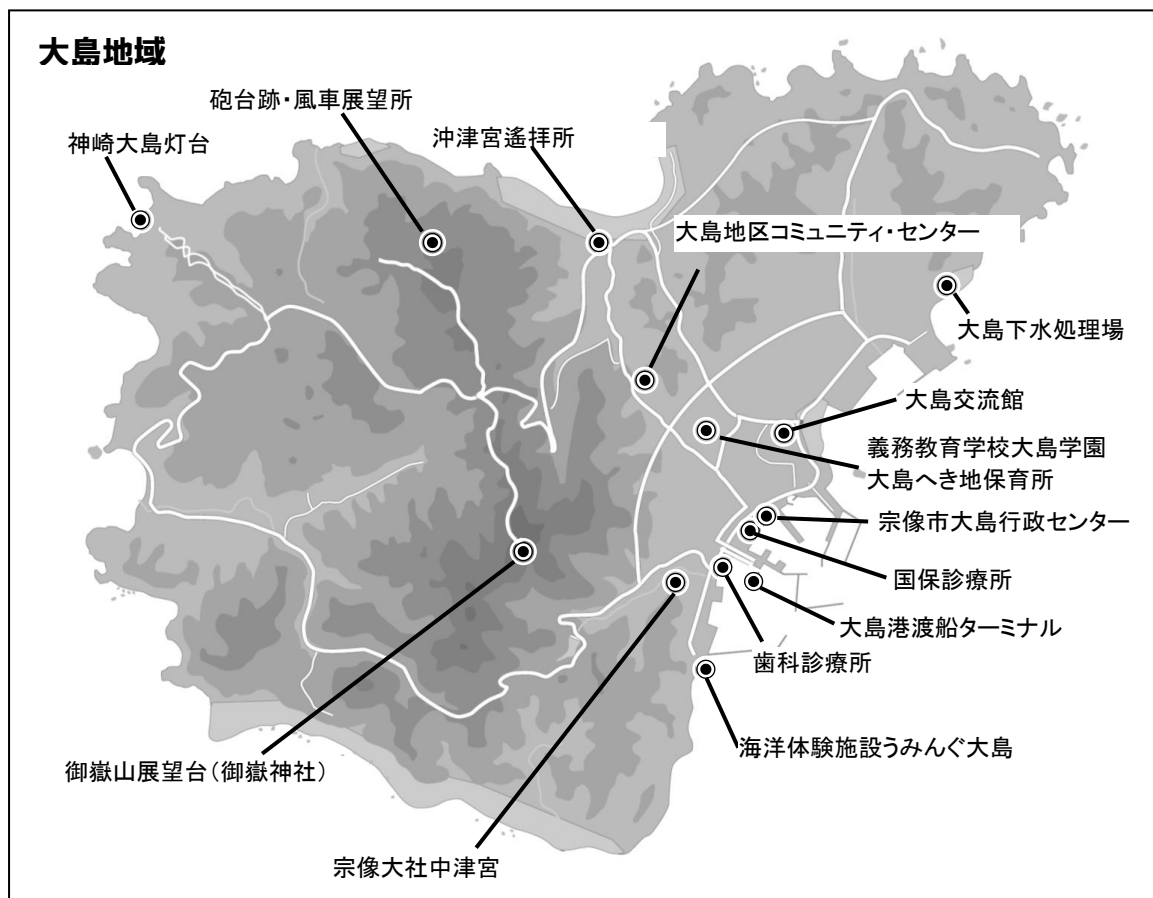 大島地域
砲台跡・風車展望所
神崎大島灯台
沖津宮遙拝所
大島地区コミュニティ・センター
大島下水処理場
大島交流館
義務教育学校大島学園
大島へき地保育所
宗像市大島行政センター
国保診療所
大島港渡船ターミナル
歯科診療所
海洋体験施設うみんぐ大島
御嶽山展望台(御嶽神社)
宗像大社中津宮